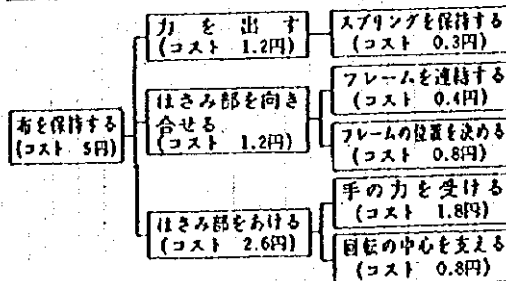 布を保持する
(コスト 5円)
力を出す
(コスト 1.2円)
はさみ部を向き
合せる
(コスト 1.2円)
はさみ部をあける
(コスト 2.6円)
スプリングを保持する
(コスト 0.3円)
フレームを連持する
(コスト 0.4円)
フレームの位置を決める
(コスト 0.8円)
手の力を受ける
(コスト 1.8円)
回転の中心を支える
(コスト 0.8円)